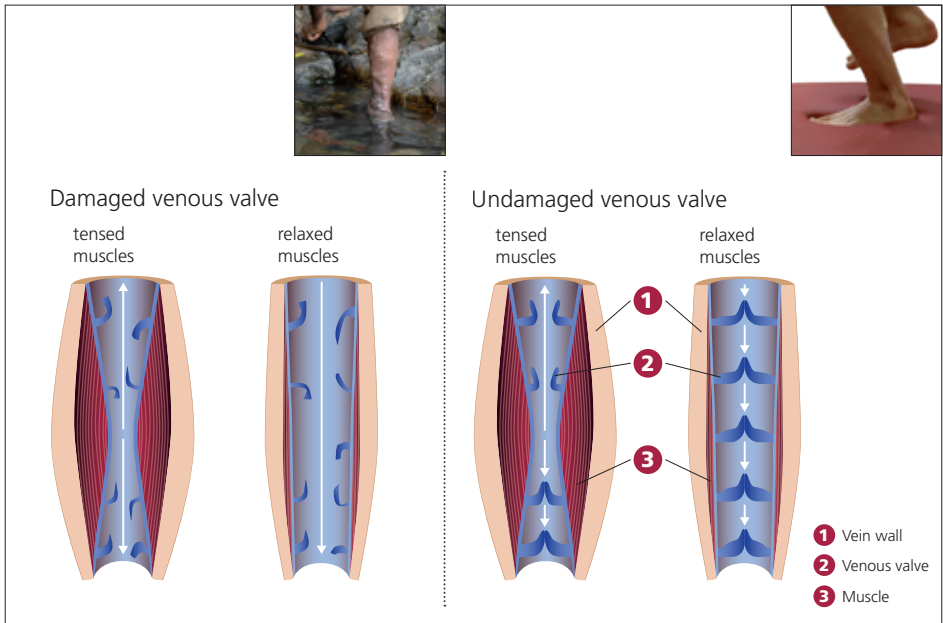 Damaged venous valve
tensed
muscles
relaxed
muscles
Undamaged venous valve
tensed
muscles
relaxed
muscles
1
2
3
1 Vein wall
2 Venous valve
3 Muscle